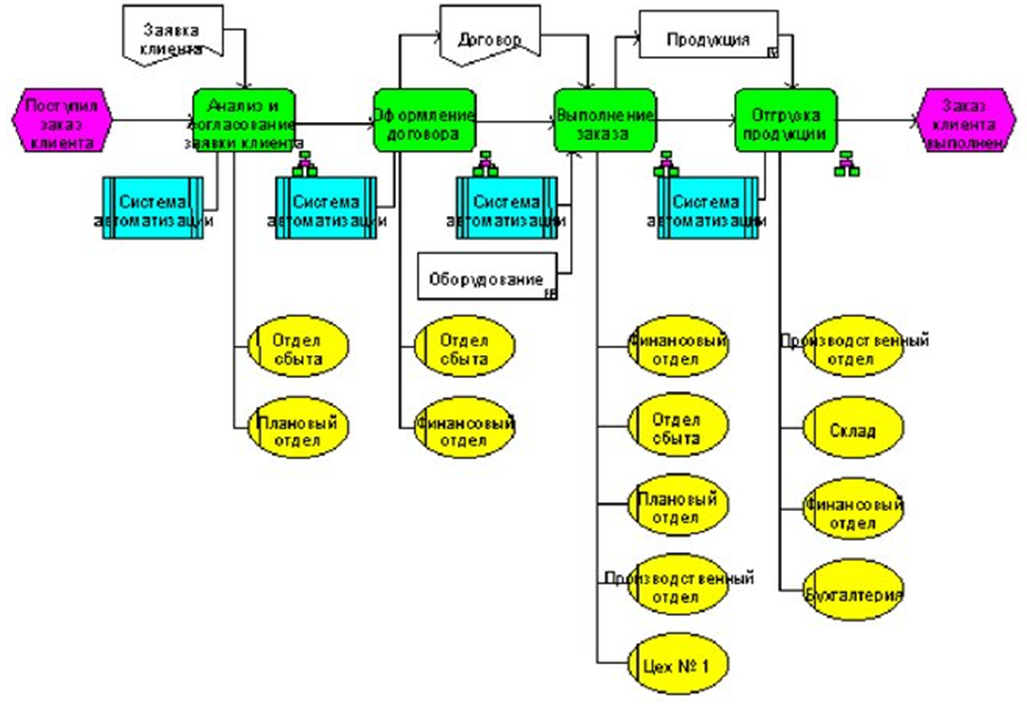 Заявка
клиента
Договор
Продукция
Поступил
заказ
клиента
Анализ и
согласование
заявки клиента
Оформление
договора
Выполнение
заказа
Отгрузка
продукции
Заказ
клиента
выполнен
Система
автоматизации
Система
автоматизации
Система
автоматизации
Система
автоматизации
Оборудование
Отдел
сбыта
Отдел
сбыта
Финансовый
отдел
Производственный
отдел
Плановый
отдел
Финансовый
отдел
Отдел
сбыта
Склад
Плановый
отдел
Финансовый
отдел
Производственный
отдел
Бухгалтерия
Цех № 1